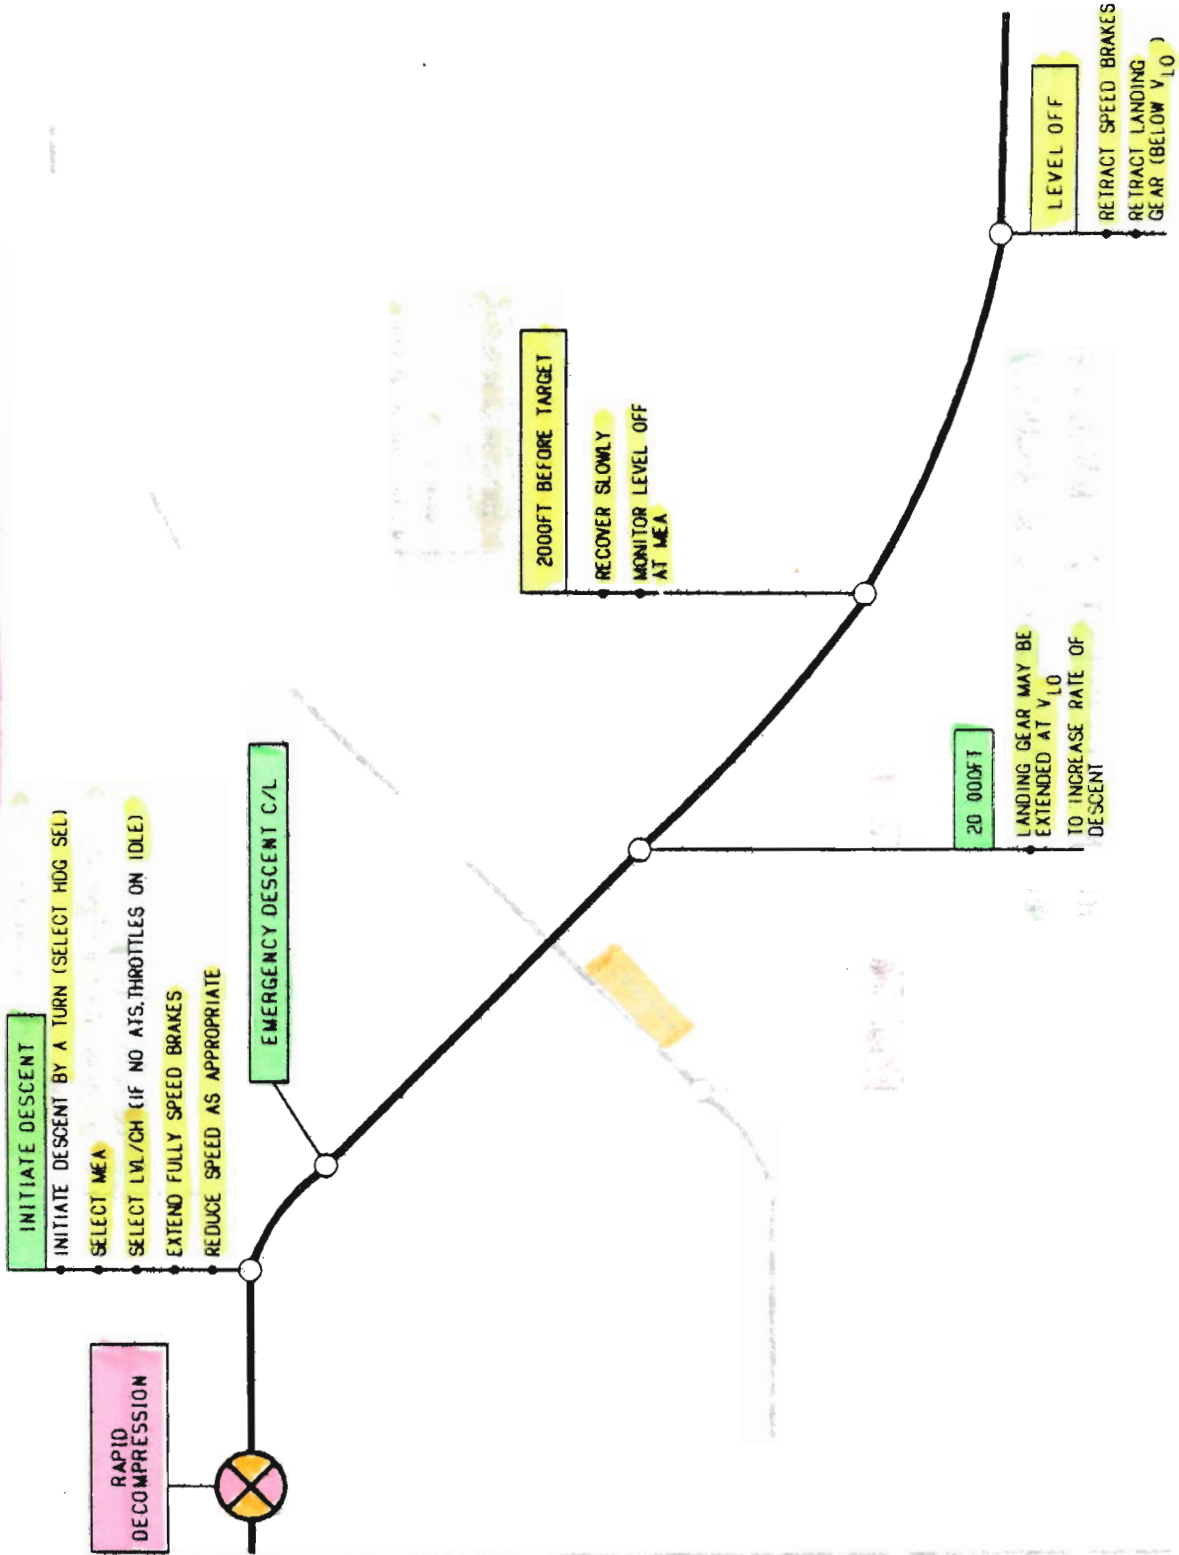 RAPID
DECOMPRESSION
INITIATE DESCENT
INITIATE DESCENT BY A TURN (SELECT HDG SEL)
SELECT MEA
SELECT LVL/CH (IF NO ATS,THROTTLES ON IDLE)
EXTEND FULLY SPEED BRAKES
REDUCE SPEED AS APPROPRIATE
EMERGENCY DESCENT C/L
20 000FT
LANDING GEAR MAY BE
EXTENDED AT VLO
TO INCREASE RATE OF
DESCENT
2000FT BEFORE TARGET
RECOVER SLOWLY
MONITOR LEVEL OFF
AT MEA
LEVEL OFF
RETRACT SPEED BRAKES
RETRACT LANDING
GEAR (BELOW VLO)